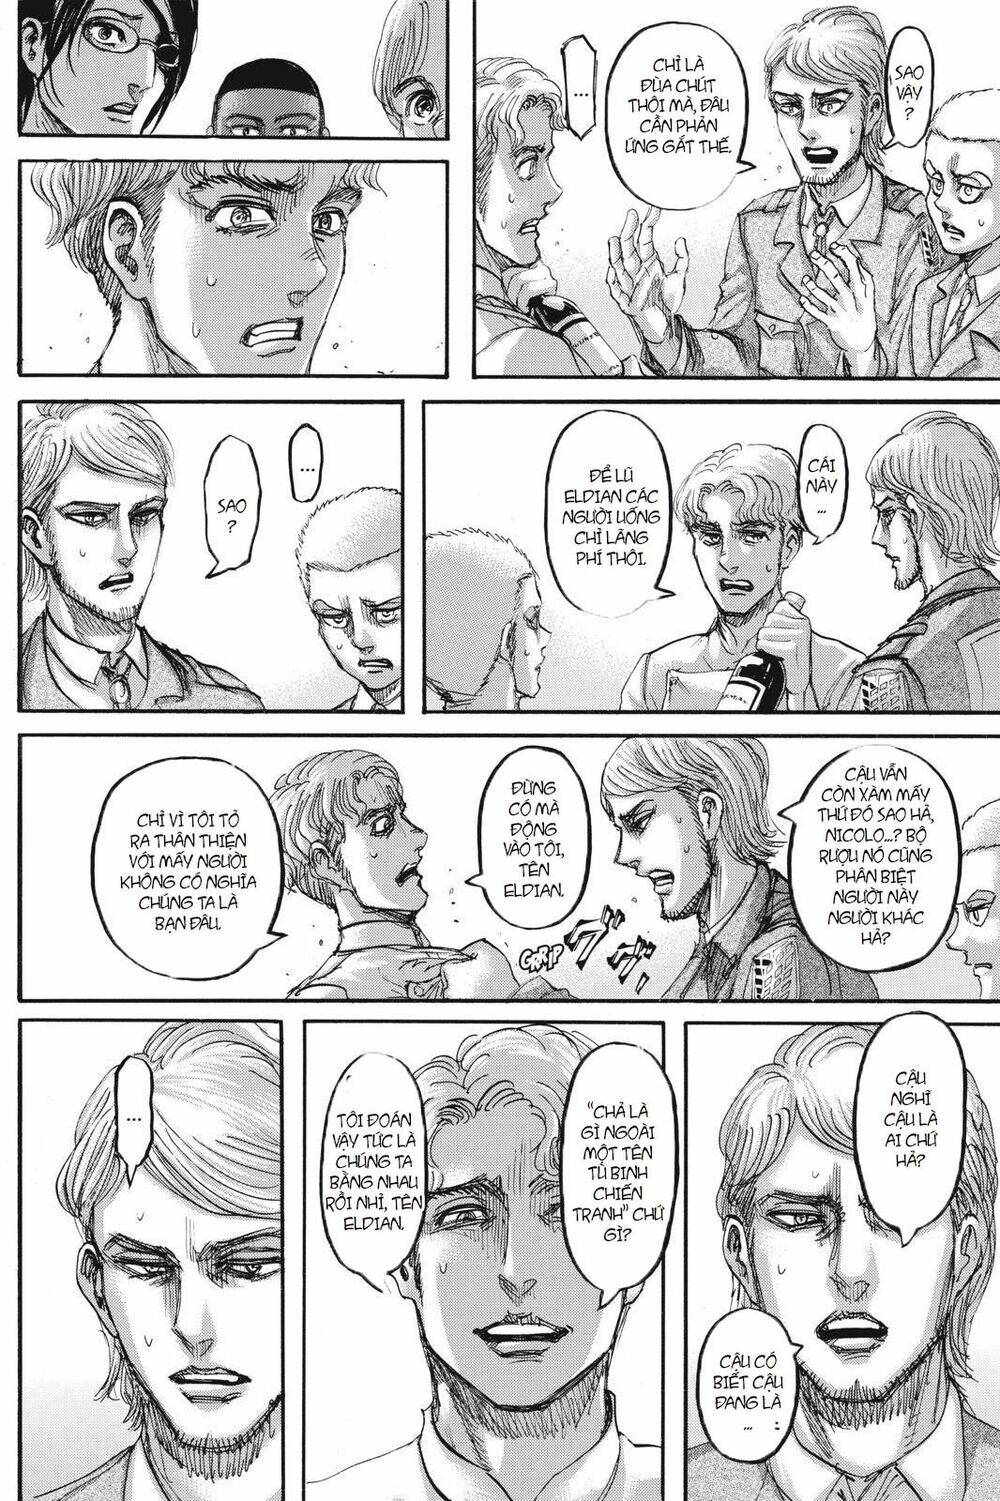 SAO
VẬY
?
CHỈ LÀ
ĐÙA CHÚT
THÔI MÀ, ĐÂU
CẦN PHẢN
ỨNG GẮT THẾ.
...
CÁI
NÀY
...
ĐỂ LŨ
ELDIAN CÁC
NGƯỜI UỐNG
CHỈ LÃNG
PHÍ THÔI.
...
SAO
?
CẬU VẪN
CÒN XÀM MẤY
THỨ ĐÓ SAO HẢ,
NICOLO...? BỘ
RƯỢU NÓ CŨNG
PHÂN BIỆT
NGƯỜI NÀY
NGƯỜI KHÁC
HẢ?
ĐỪNG
CÓ MÀ
ĐỘNG
VÀO TÔI,
TÊN
ELDIAN.
GRRIP
CHỈ VÌ TÔI TỎ
RA THÂN THIỆN
VỚI MẤY NGƯỜI
KHÔNG CÓ NGHĨA
CHÚNG TA LÀ
BẠN ĐÂU.
CẬU
NGHĨ
CẬU LÀ
AI CHỨ
HẢ?
CẬU CÓ
BIẾT CẬU
ĐANG LÀ
...
"CHẢ LÀ
GÌ NGOÀI
MỘT TÊN
TÙ BINH
CHIẾN
TRANH" CHỨ
GÌ?
TÔI ĐOÁN
VẬY TỨC LÀ
CHÚNG TA
BẰNG NHAU
RỒI NHỈ, TÊN
ELDIAN.
...